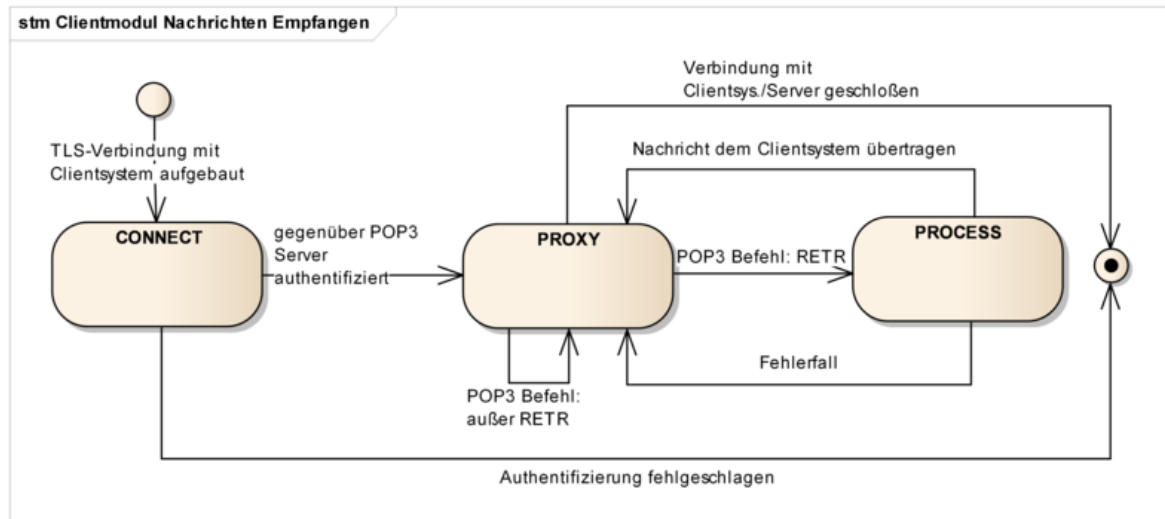 stm Clientmodul Nachrichten Empfangen
Verbindung mit
Clientsys./Server geschloßen
TLS-Verbindung mit
Clientsystem aufgebaut
Nachricht dem Clientsystem übertragen
CONNECT
gegenüber POP3
Server
authentifiziert
PROXY
POP3 Befehl: RETR
PROCESS
POP3 Befehl:
außer RETR
Fehlerfall
Authentifizierung fehlgeschlagen